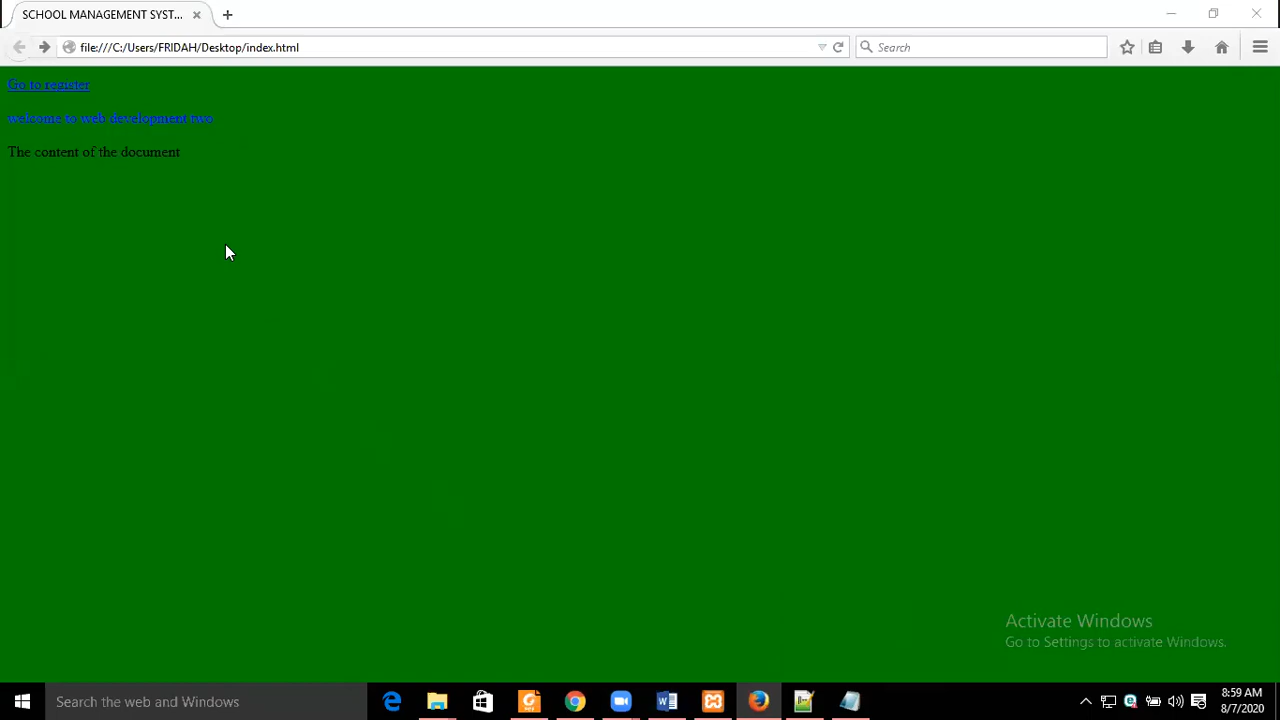 SCHOOL MANAGEMENT SYST...
file:///C:/Users/FRIDAH/Desktop/index.html
Search
Go to register
welcome to web development two
The content of the document
Activate Windows
Go to Settings to activate Windows.
Search the web and Windows
8:59 AM
8/7/2020